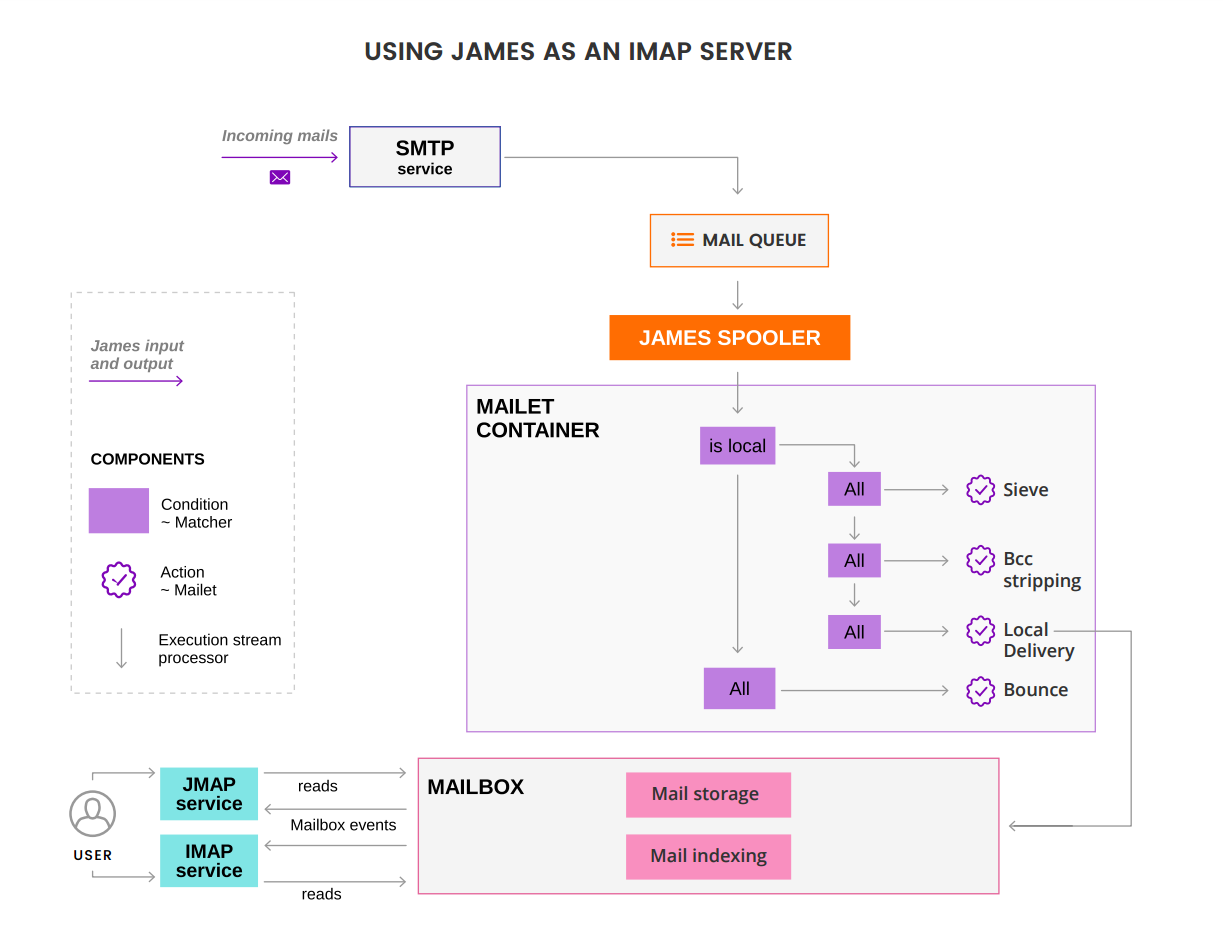 USING JAMES AS AN IMAP SERVER
Incoming mails
SMTP
service
MAIL QUEUE
JAMES SPOOLER
James input
and output
COMPONENTS
Condition
~ Matcher
Action
~ Mailet
Execution stream
processor
MAILET
CONTAINER
is local
All
Sieve
All
Bcc
stripping
All
Local
Delivery
All
Bounce
USER
JMAP
service
IMAP
service
reads
Mailbox events
reads
MAILBOX
Mail storage
Mail indexing